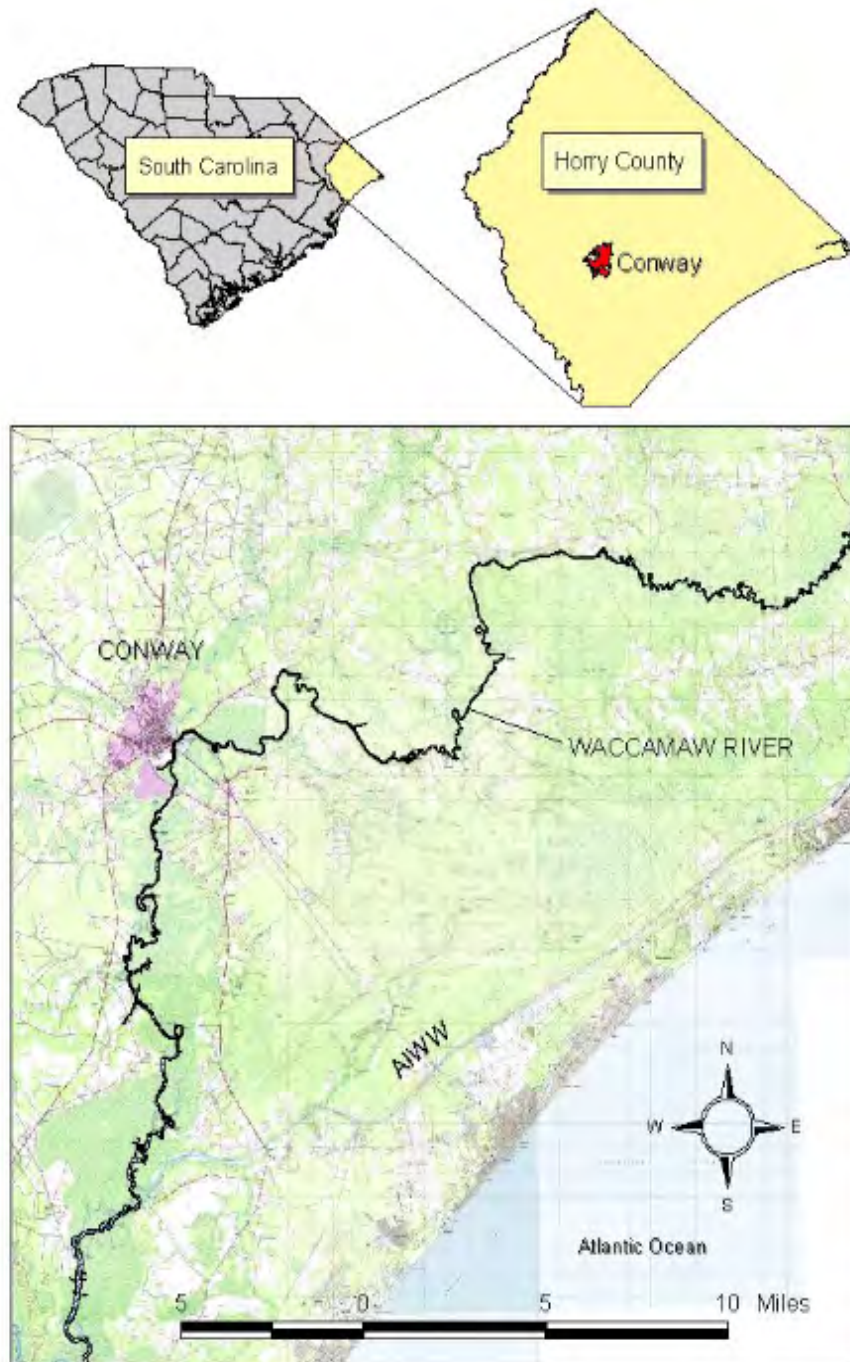 South Carolina
Horry County
Conway
CONWAY
WACCAMAW RIVER
AIWW
N
W E
S
Atlantic Ocean
5 0 5 10 Miles